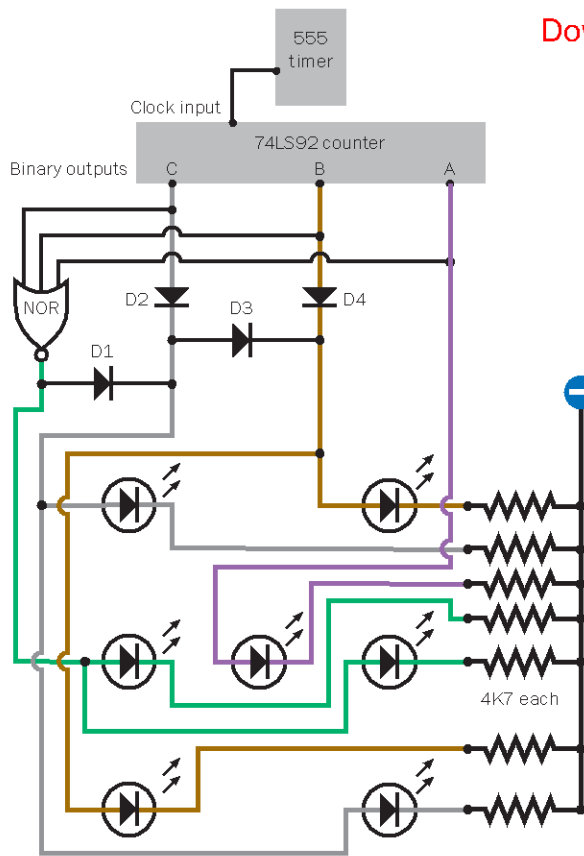 555
timer
Clock input
74LS92 counter
Binary outputs
C
B
A
NOR
D2
D3
D4
D1
4K7 each